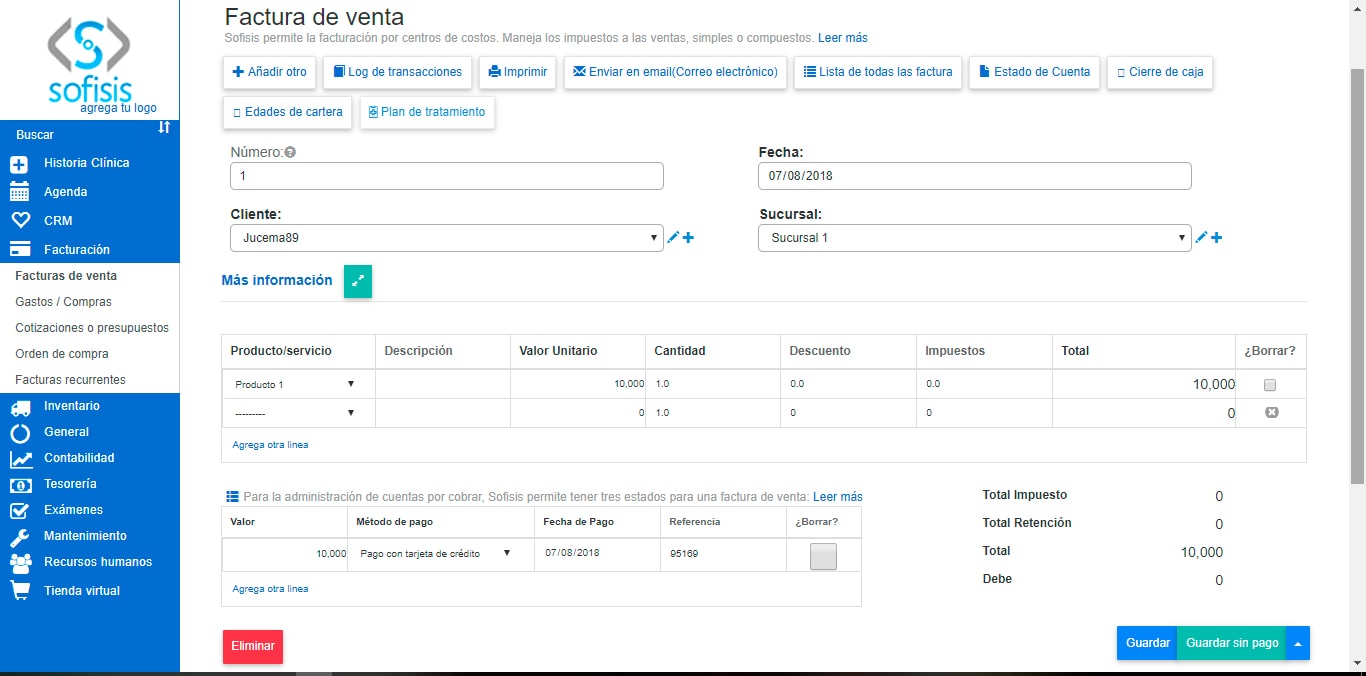 Factura de venta
Sofisis permite la facturación por centros de costos. Maneja los impuestos a las ventas, simples o compuestos. Leer más
sofisis
agrega tu logo
Añadir otro
Log de transacciones
Imprimir
Enviar en email(Correo electrónico)
Lista de todas las factura
Estado de Cuenta
Cierre de caja
Edades de cartera
Plan de tratamiento
Buscar
Historia Clínica
Agenda
CRM
Facturación
Facturas de venta
Gastos / Compras
Cotizaciones o presupuestos
Orden de compra
Facturas recurrentes
Inventario
General
Contabilidad
Tesorería
Exámenes
Mantenimiento
Recursos humanos
Tienda virtual
Número:
1
Fecha:
07/08/2018
Cliente:
Jucema89
Sucursal:
Sucursal 1
Más información
Producto/servicio Descripción Valor Unitario Cantidad Descuento Impuestos Total ¿Borrar?
Producto 1 10,000 1.0 0.0 0.0 10,000
--------- 0 1.0 0 0 0
Agrega otra linea
Para la administración de cuentas por cobrar, Sofisis permite tener tres estados para una factura de venta: Leer más
Valor Método de pago Fecha de Pago Referencia ¿Borrar?
10,000 Pago con tarjeta de crédito 07/08/2018 95169
Agrega otra linea
Total Impuesto 0
Total Retención 0
Total 10,000
Debe 0
Eliminar
Guardar
Guardar sin pago